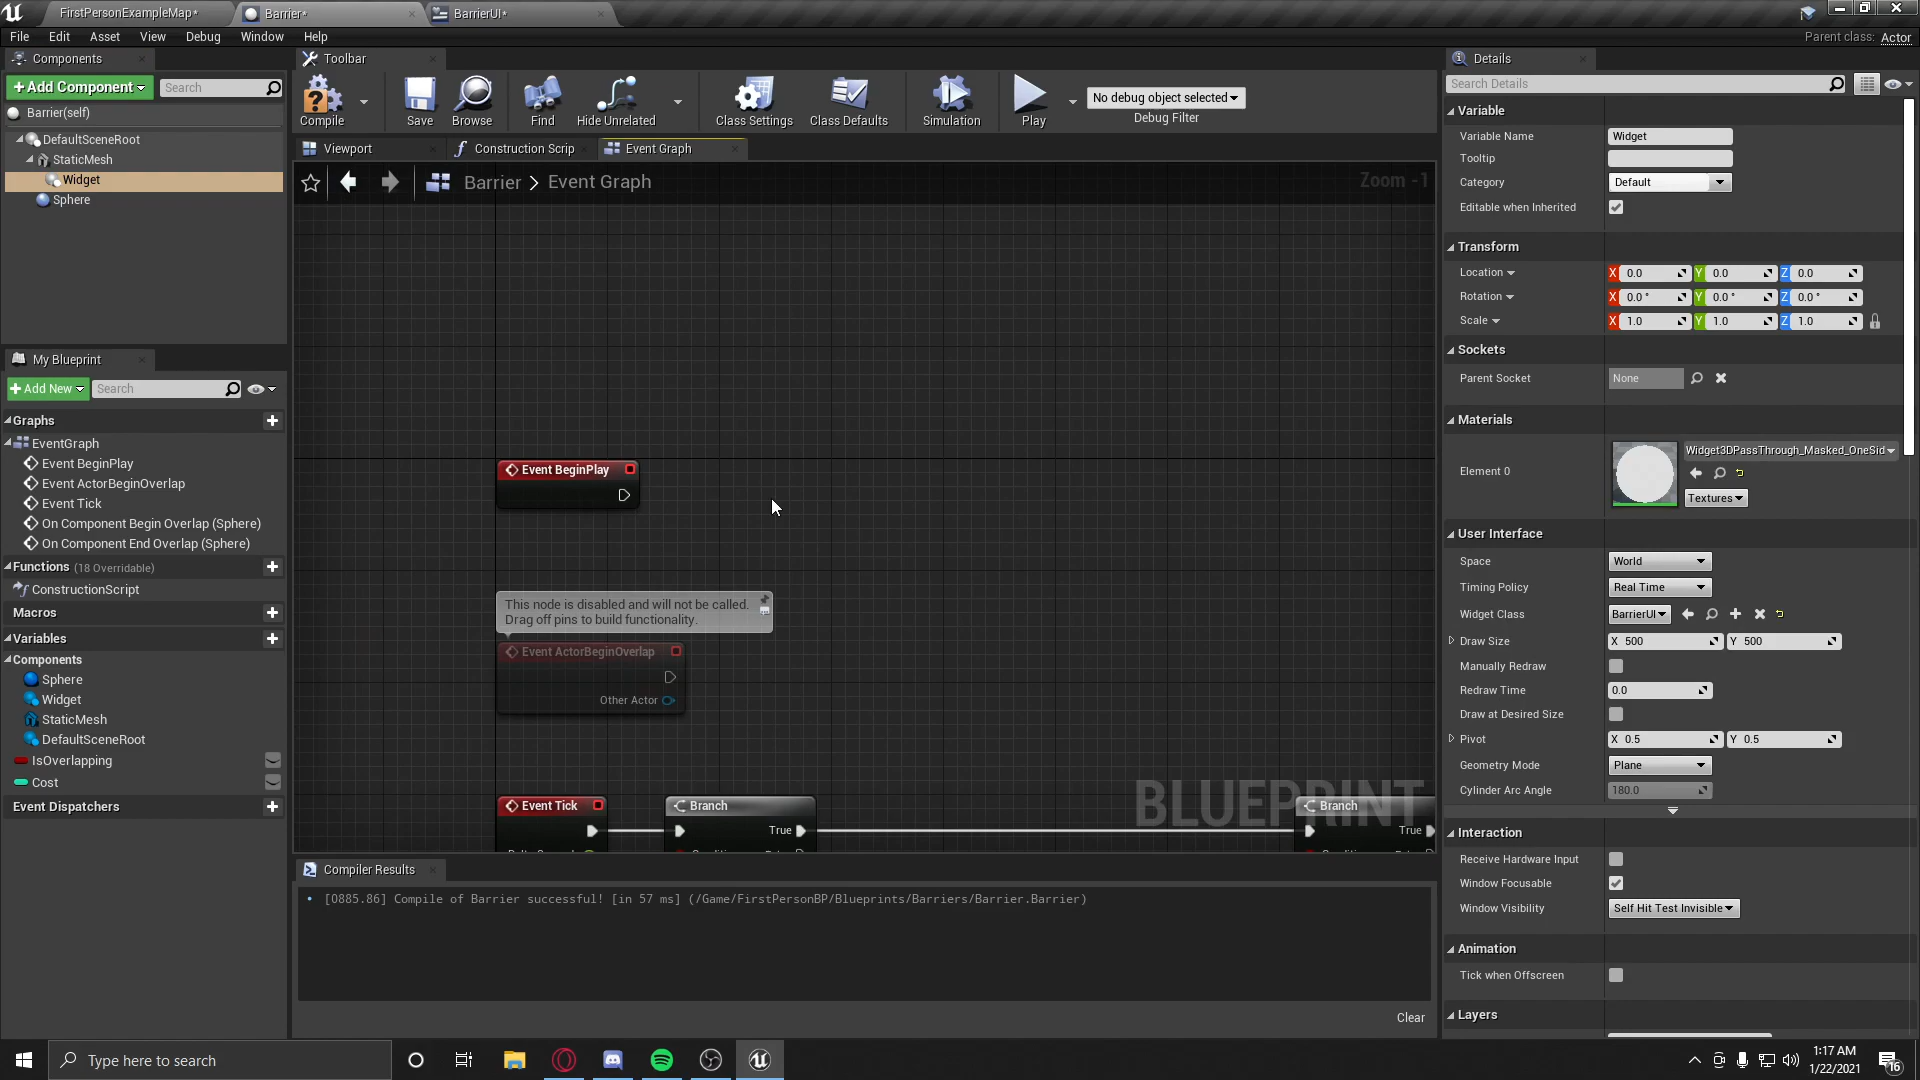 FirstPersonExampleMap*
Barrier*
BarrierUI*
File Edit Asset View Debug Window Help
Parent class: Actor
Components
+Add Component
Search
Barrier(self)
DefaultSceneRoot
StaticMesh
Widget
Sphere
My Blueprint
+Add New
Search
Graphs
EventGraph
Event BeginPlay
Event ActorBeginOverlap
Event Tick
On Component Begin Overlap (Sphere)
On Component End Overlap (Sphere)
Functions (18 Overridable)
ConstructionScript
Macros
Variables
Components
Sphere
Widget
StaticMesh
DefaultSceneRoot
IsOverlapping
Cost
Event Dispatchers
Toolbar
Compile
Save
Browse
Find
Hide Unrelated
Class Settings
Class Defaults
Simulation
Play
No debug object selected
Debug Filter
Viewport
Construction Scrip
Event Graph
Barrier > Event Graph
Zoom -1
Event BeginPlay
This node is disabled and will not be called.
Drag off pins to build functionality.
Event ActorBeginOverlap
Other Actor
Event Tick
Branch
True
Branch
True
BLUEPRINT
Compiler Results
[0885.86] Compile of Barrier successful! [in 57 ms] (/Game/FirstPersonBP/Blueprints/Barriers/Barrier.Barrier)
Clear
Details
Search Details
Variable
Variable Name Widget
Tooltip
Category Default
Editable when Inherited
Transform
Location X 0.0 Y 0.0 Z 0.0
Rotation X 0.0 ° Y 0.0 ° Z 0.0 °
Scale X 1.0 Y 1.0 Z 1.0
Sockets
Parent Socket None
Materials
Element 0
Widget3DPassThrough_Masked_OneSid
Textures
User Interface
Space World
Timing Policy Real Time
Widget Class BarrierUI
Draw Size X 500 Y 500
Manually Redraw
Redraw Time 0.0
Draw at Desired Size
Pivot X 0.5 Y 0.5
Geometry Mode Plane
Cylinder Arc Angle 180.0
Interaction
Receive Hardware Input
Window Focusable
Window Visibility Self Hit Test Invisible
Animation
Tick when Offscreen
Layers
Type here to search
1:17 AM
1/22/2021
16